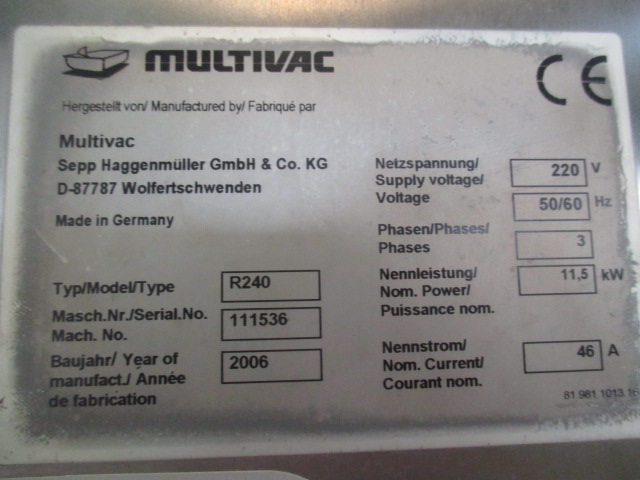 MULTIVAC
CE
Hergestellt von/ Manufactured by/ Fabriqué par
Multivac
Sepp Haggenmüller GmbH & Co. KG
D-87787 Wolfertschwenden
Made in Germany
Typ/Model/Type R240
Masch.Nr./Serial.No. 111536
Mach. No.
Baujahr/ Year of 2006
manufact./ Année
de fabrication
Netzspannung/ 220 V
Supply voltage/
Voltage 50/60 Hz
Phasen/Phases/ 3
Phases
Nennleistung/ 11,5 kW
Nom. Power/
Puissance nom.
Nennstrom/ 46 A
Nom. Current/
Courant nom.
81 981 1013